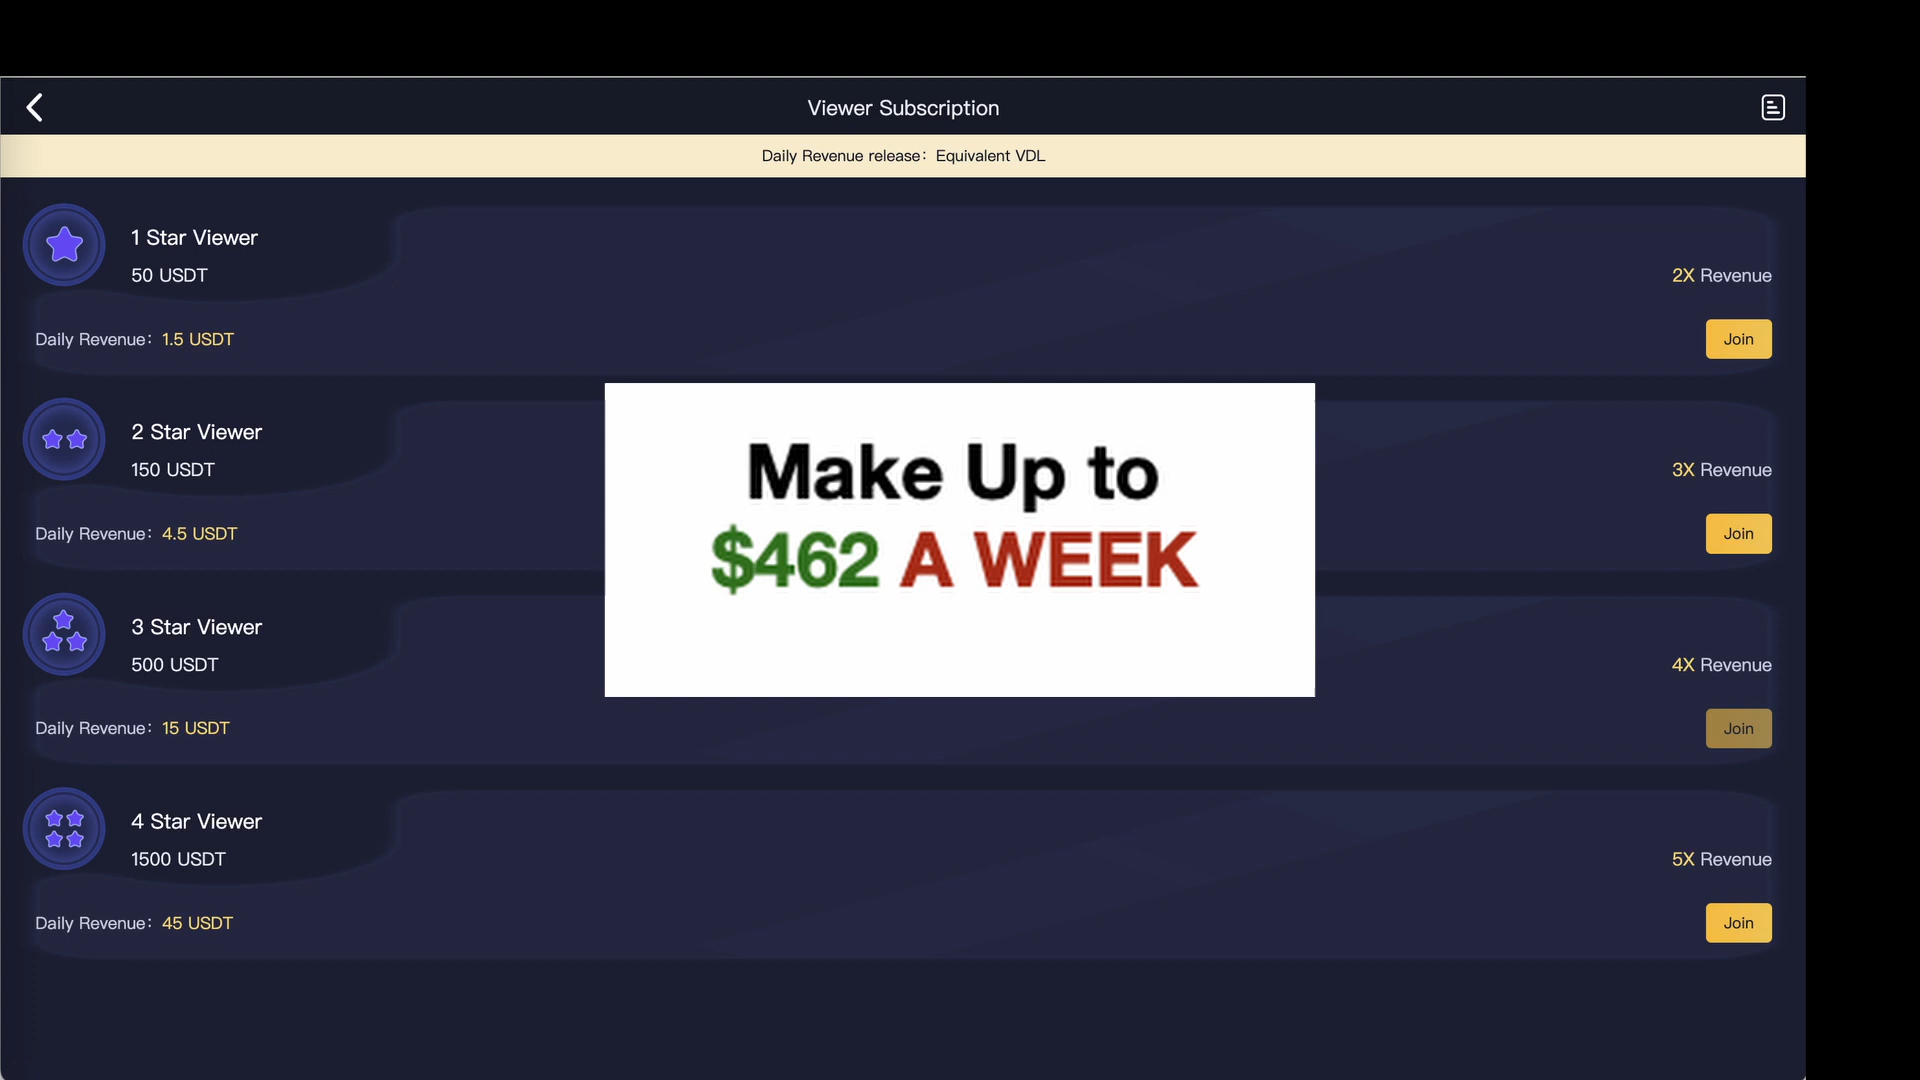 Viewer Subscription
Daily Revenue release: Equivalent VDL
1 Star Viewer
50 USDT
2X Revenue
Daily Revenue: 1.5 USDT
Join
2 Star Viewer
150 USDT
3X Revenue
Daily Revenue: 4.5 USDT
Join
Make Up to
$462 A WEEK
3 Star Viewer
500 USDT
4X Revenue
Daily Revenue: 15 USDT
Join
4 Star Viewer
1500 USDT
5X Revenue
Daily Revenue: 45 USDT
Join